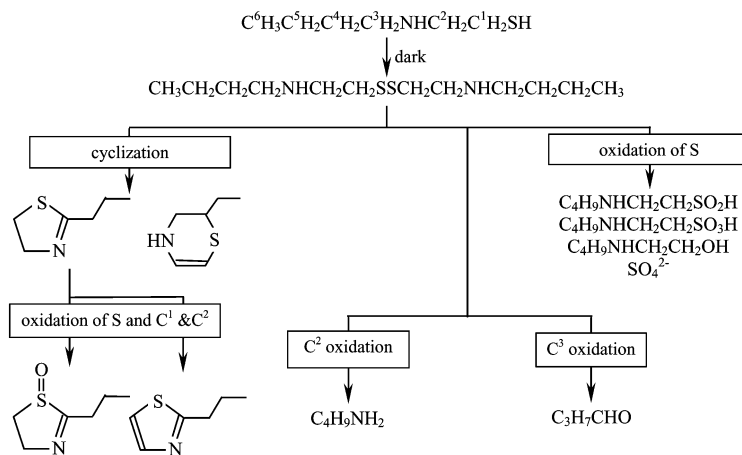 C⁶H₃C⁵H₂C⁴H₂C³H₂NHC²H₂C¹H₂SH
dark
CH₃CH₂CH₂CH₂NHCH₂CH₂SSCH₂CH₂NHCH₂CH₂CH₂CH₃
cyclization
oxidation of S
S
N
HN
S
C₄H₉NHCH₂CH₂SO₂H
C₄H₉NHCH₂CH₂SO₃H
C₄H₉NHCH₂CH₂OH
SO₄²⁻
oxidation of S and C¹ &C²
C² oxidation
C³ oxidation
O
S
N
S
N
C₄H₉NH₂
C₃H₇CHO